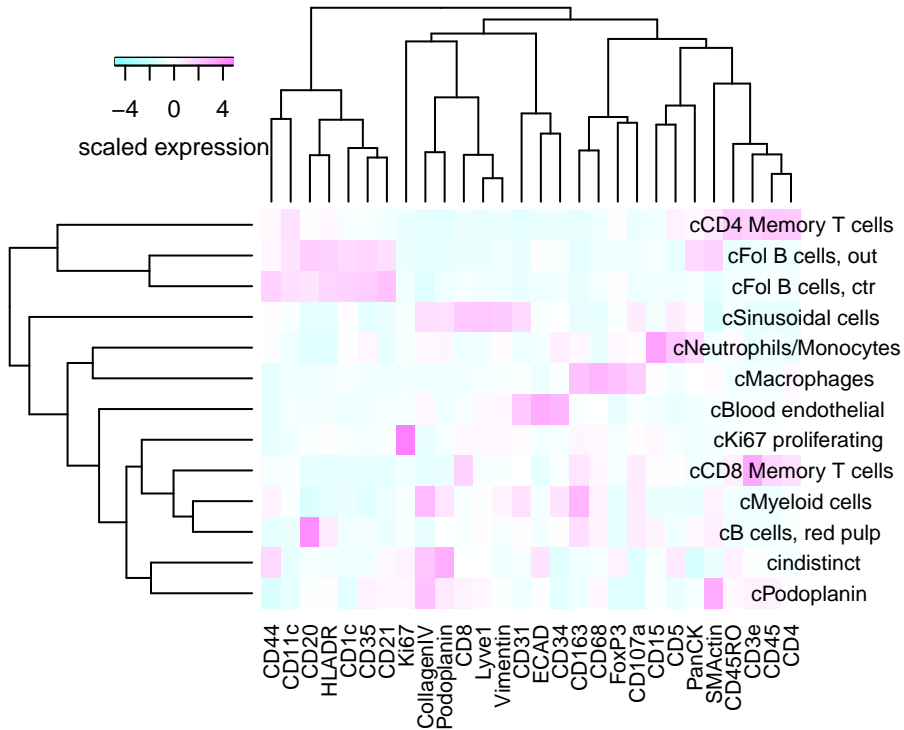 −4 0 4
scaled expression
cCD4 Memory T cells
cFol B cells, out
cFol B cells, ctr
cSinusoidal cells
cNeutrophils/Monocytes
cMacrophages
cBlood endothelial
cKi67 proliferating
cCD8 Memory T cells
cMyeloid cells
cB cells, red pulp
cindistinct
cPodoplanin
CD44
CD11c
CD20
HLADR
CD1c
CD35
CD21
Ki67
CollagenIV
Podoplanin
CD8
Lyve1
Vimentin
CD31
ECAD
CD34
CD163
CD68
FoxP3
CD107a
CD15
CD5
PanCK
SMActin
CD45RO
CD3e
CD45
CD4